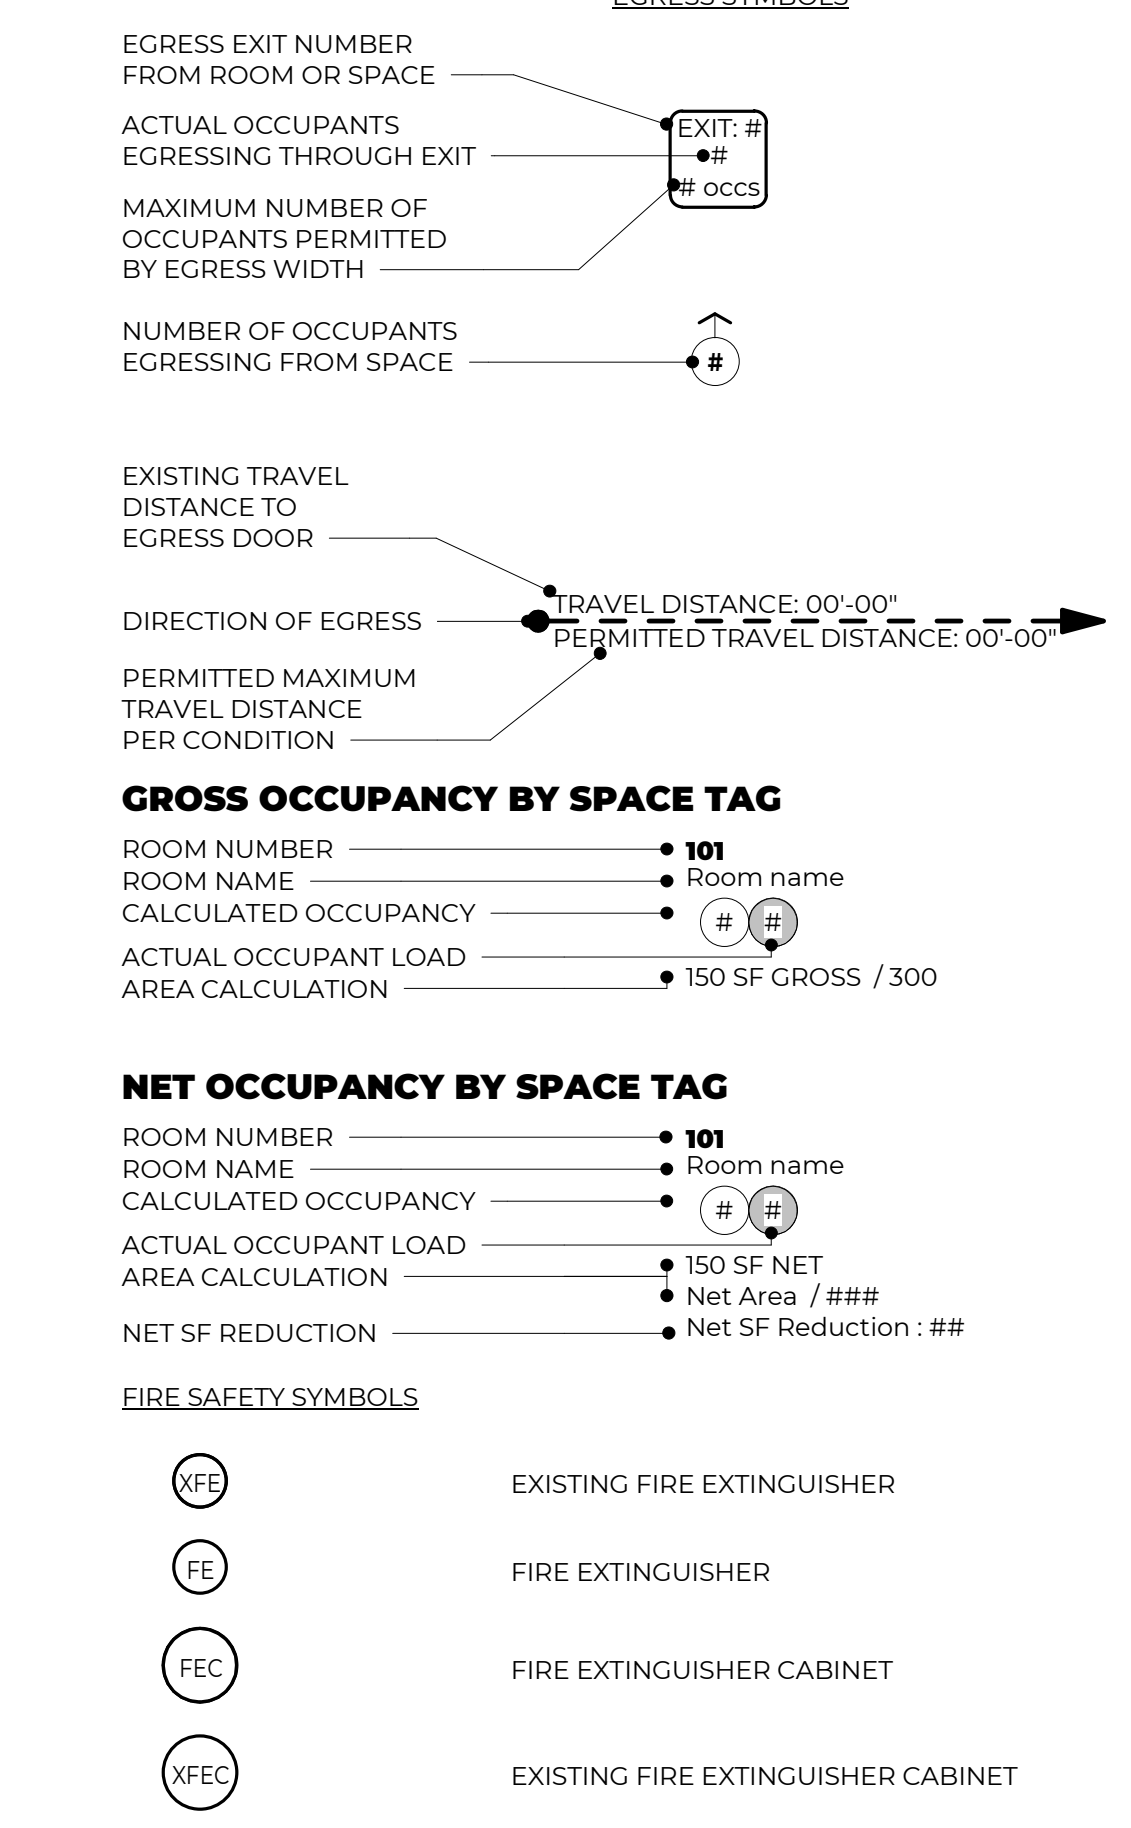 EGRESS SYMBOLS
EGRESS EXIT NUMBER
FROM ROOM OR SPACE
ACTUAL OCCUPANTS
EGRESSING THROUGH EXIT
EXIT: #
#
# occs
MAXIMUM NUMBER OF
OCCUPANTS PERMITTED
BY EGRESS WIDTH
NUMBER OF OCCUPANTS
EGRESSING FROM SPACE
#
EXISTING TRAVEL
DISTANCE TO
EGRESS DOOR
TRAVEL DISTANCE: 00'-00"
DIRECTION OF EGRESS
PERMITTED TRAVEL DISTANCE: 00'-00"
PERMITTED MAXIMUM
TRAVEL DISTANCE
PER CONDITION
GROSS OCCUPANCY BY SPACE TAG
ROOM NUMBER 101
ROOM NAME Room name
CALCULATED OCCUPANCY # #
ACTUAL OCCUPANT LOAD
AREA CALCULATION 150 SF GROSS / 300
NET OCCUPANCY BY SPACE TAG
ROOM NUMBER 101
ROOM NAME Room name
CALCULATED OCCUPANCY # #
ACTUAL OCCUPANT LOAD
AREA CALCULATION 150 SF NET
Net Area / ###
NET SF REDUCTION Net SF Reduction : ##
FIRE SAFETY SYMBOLS
XFE EXISTING FIRE EXTINGUISHER
FE FIRE EXTINGUISHER
FEC FIRE EXTINGUISHER CABINET
XFEC EXISTING FIRE EXTINGUISHER CABINET